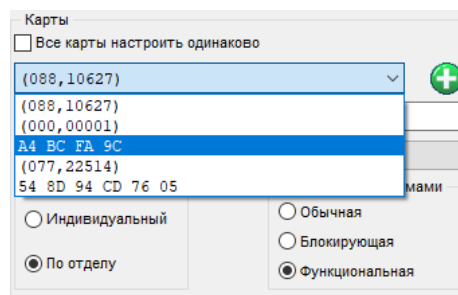 Карты
Все карты настроить одинаково
(088,10627)
(088,10627)
(000,00001)
A4 BC FA 9C
(077,22514)
54 8D 94 CD 76 05
мами
Индивидуальный
Обычная
Блокирующая
По отделу
Функциональная